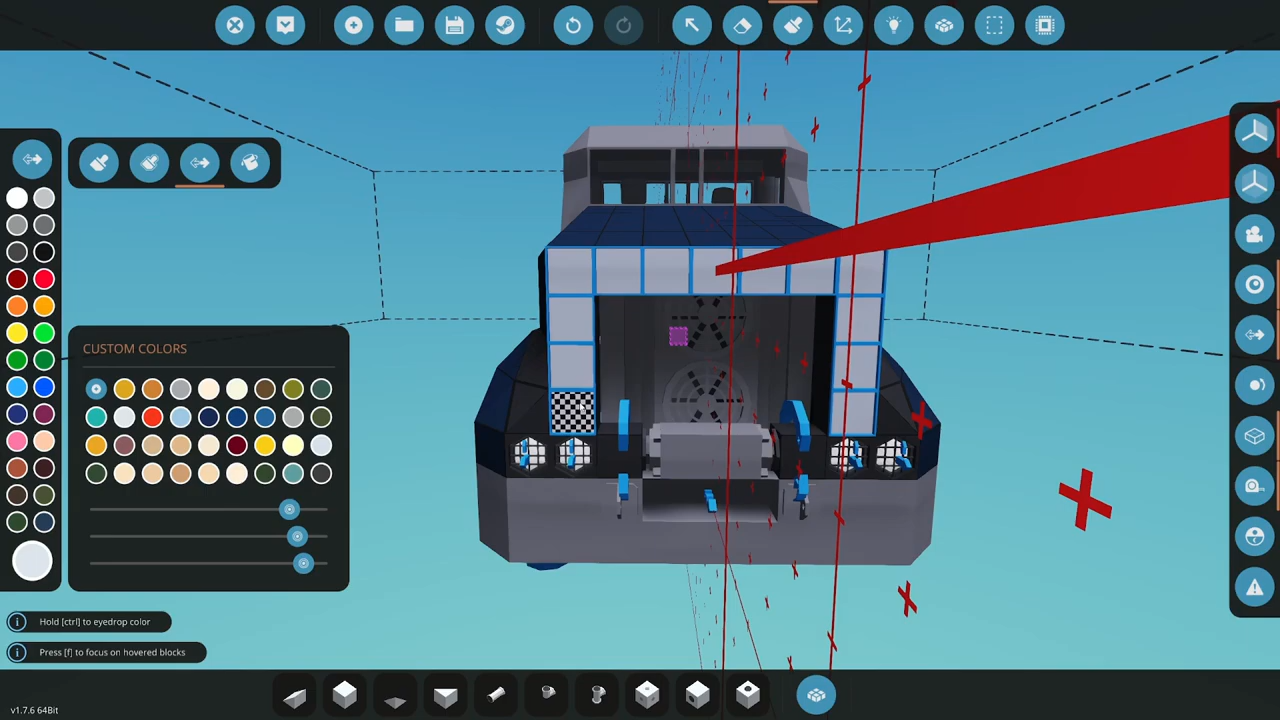 CUSTOM COLORS
Hold [ctrl] to eyedrop color
Press [f] to focus on hovered blocks
v1.7.6 64Bit